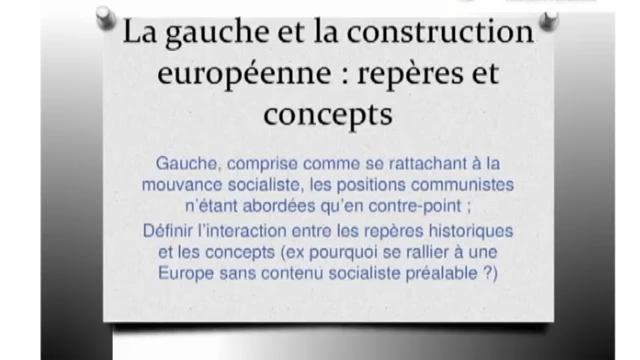 La gauche et la construction
européenne : repères et
concepts
Gauche, comprise comme se rattachant à la
mouvance socialiste, les positions communistes
n'étant abordées qu'en contre-point ;
Définir l'interaction entre les repères historiques
et les concepts (ex pourquoi se rallier à une
Europe sans contenu socialiste préalable ?)